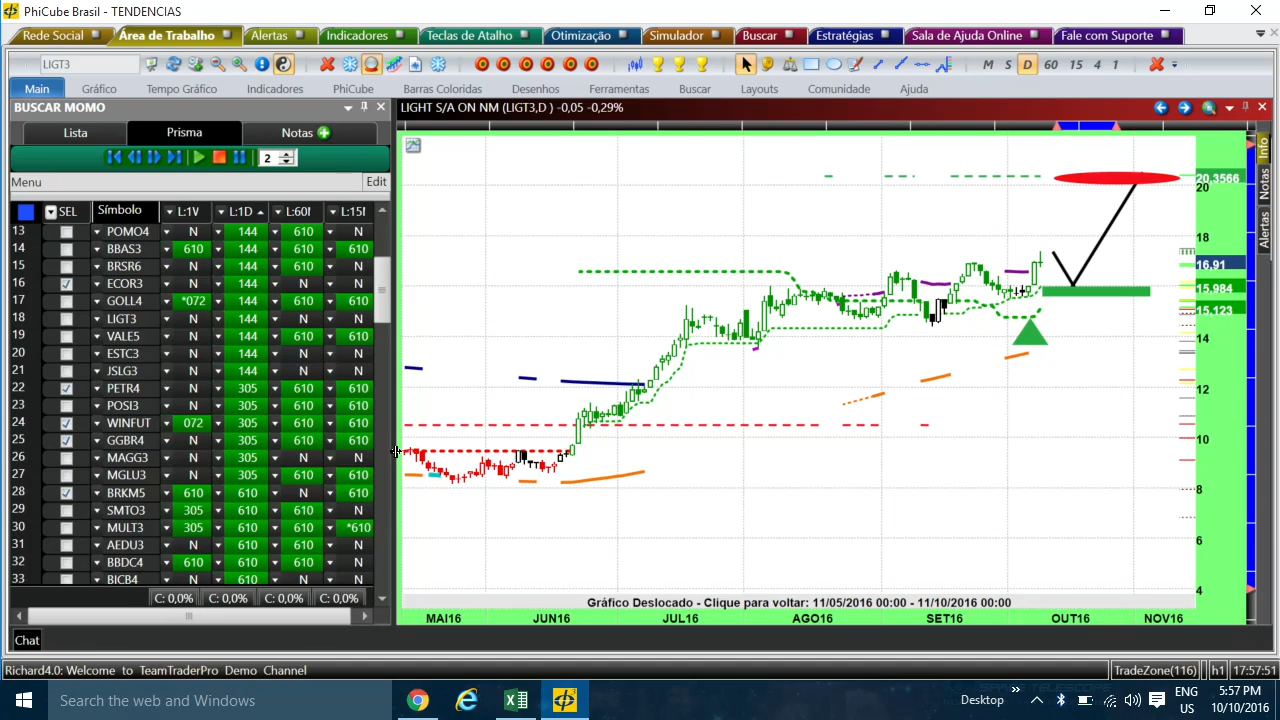 PhiCube Brasil - TENDENCIAS
Rede Social Área de Trabalho Alertas Indicadores Teclas de Atalho Otimização Simulador Buscar Estratégias Sala de Ajuda Online Fale com Suporte
LIGT3 M S D 60 15 4 1
Main Gráfico Tempo Gráfico Indicadores PhiCube Barras Coloridas Desenhos Ferramentas Buscar Layouts Comunidade Ajuda
BUSCAR MOMO
LIGHT S/A ON NM (LIGT3,D ) -0,05 -0,29%
Lista Prisma Notas
2
Menu Edit
SEL Símbolo L:1V L:1D L:60I L:15I
13 POMO4 N 144 610 N
14 BBAS3 610 144 610 610
15 BRSR6 N 144 610 N
16 ECOR3 N 144 N N
17 GOLL4 *072 144 610 610
18 LIGT3 N 144 N N
19 VALE5 N 144 610 610
20 ESTC3 N 144 N N
21 JSLG3 N 144 N N
22 PETR4 N 305 610 610
23 POSI3 N 305 610 610
24 WINFUT 072 305 610 610
25 GGBR4 N 305 610 610
26 MAGG3 N 305 N N
27 MGLU3 N 305 610 610
28 BRKM5 610 610 N 610
29 SMTO3 305 610 610 N
30 MULT3 305 610 N *610
31 AEDU3 N 610 N N
32 BBDC4 610 610 610 N
33 BICB4 N 610 N N
C: 0,0% C: 0,0% C: 0,0% C: 0,0%
20,3566
20
18
16,91
15,984
15,123
14
12
10
8
6
4
Info
Notas
Alertas
Gráfico Deslocado - Clique para voltar: 11/05/2016 00:00 - 11/10/2016 00:00
MAI16 JUN16 JUL16 AGO16 SET16 OUT16 NOV16
Chat
Richard4.0: Welcome to TeamTraderPro Demo Channel TradeZone(116) h1 17:57:51
Search the web and Windows
Desktop
ENG
US
5:57 PM
10/10/2016